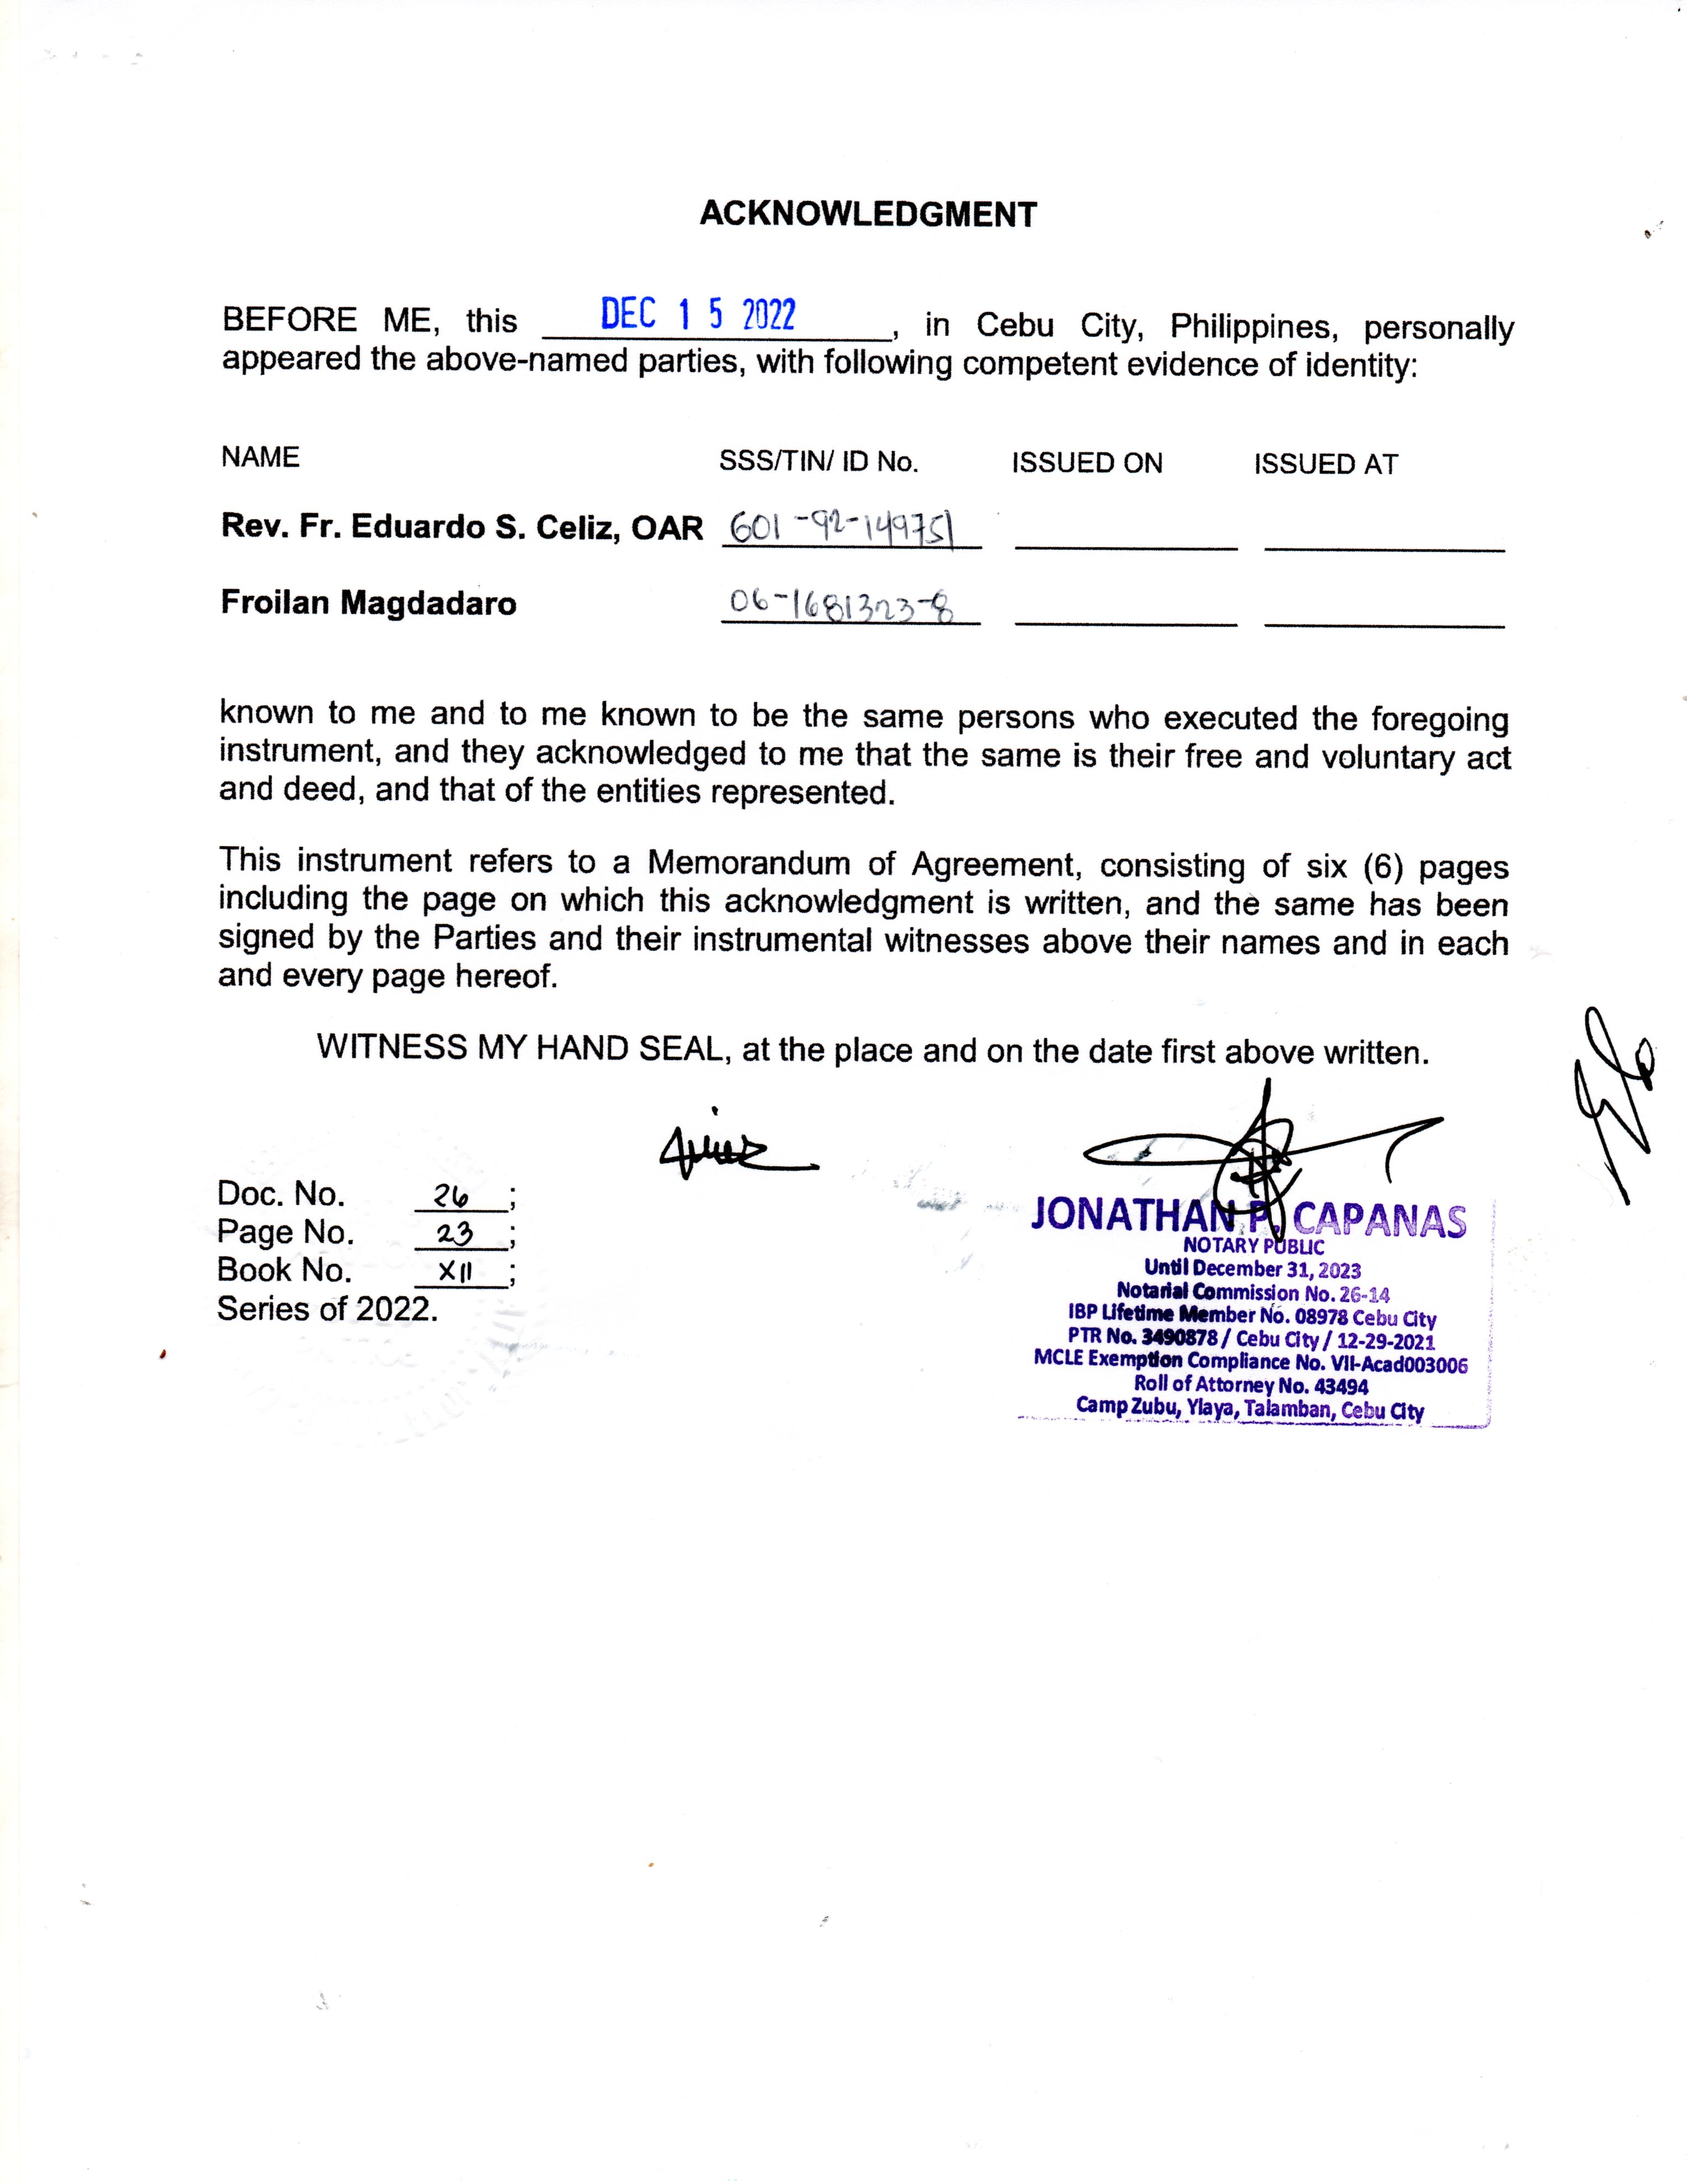 ACKNOWLEDGMENT
BEFORE ME, this DEC 15 2022, in Cebu City, Philippines, personally
appeared the above-named parties, with following competent evidence of identity:
NAME SSS/TIN/ ID No. ISSUED ON ISSUED AT
Rev. Fr. Eduardo S. Celiz, OAR 601-92-149751
Froilan Magdadaro 06-1681323-8
known to me and to me known to be the same persons who executed the foregoing
instrument, and they acknowledged to me that the same is their free and voluntary act
and deed, and that of the entities represented.
This instrument refers to a Memorandum of Agreement, consisting of six (6) pages
including the page on which this acknowledgment is written, and the same has been
signed by the Parties and their instrumental witnesses above their names and in each
and every page hereof.
WITNESS MY HAND SEAL, at the place and on the date first above written.
Doc. No. 26;
Page No. 23;
Book No. XII;
Series of 2022.
JONATHAN P. CAPANAS
NOTARY PUBLIC
Until December 31, 2023
Notarial Commission No. 26-14
IBP Lifetime Member No. 08978 Cebu City
PTR No. 3490878 / Cebu City / 12-29-2021
MCLE Exemption Compliance No. VII-Acad003006
Roll of Attorney No. 43494
Camp Zubu, Ylaya, Talamban, Cebu City